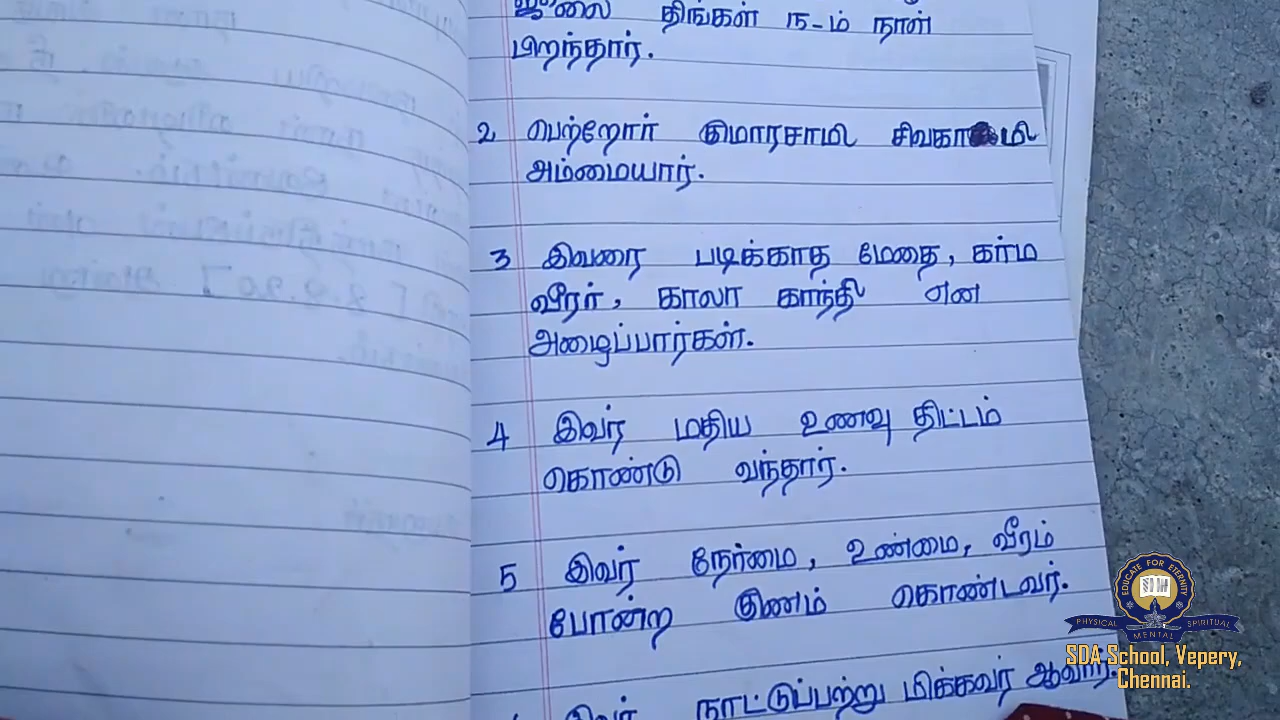 ஜூலை திங்கள் 15-ம் நாள்
பிறந்தார்.
2 பெற்றோர் குமாரசாமி சிவகாமி
அம்மையார்.
3 இவரை படிக்காத மேதை, கர்ம
வீரர், காலா காந்தி என
அழைப்பார்கள்.
4 இவர் மதிய உணவு திட்டம்
கொண்டு வந்தார்.
5 இவர் நேர்மை, உண்மை, வீரம்
போன்ற குணம் கொண்டவர்.
இவர் நாட்டுப்பற்று மிக்கவர் ஆவார்.
EDUCATE FOR ETERNITY
PHYSICAL MENTAL SPIRITUAL
SDA School, Vepery,
Chennai.